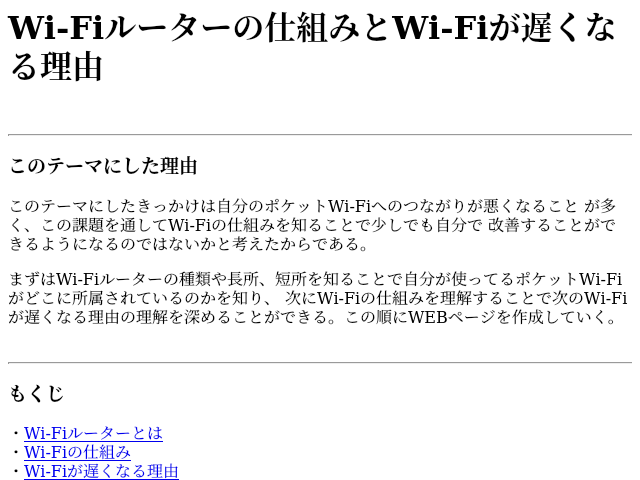 Wi-Fiルーターの仕組みとWi-Fiが遅くな
る理由
このテーマにした理由
このテーマにしたきっかけは自分のポケットWi-Fiへのつながりが悪くなること が多
く、この課題を通してWi-Fiの仕組みを知ることで少しでも自分で 改善することがで
きるようになるのではないかと考えたからである。
まずはWi-Fiルーターの種類や長所、短所を知ることで自分が使ってるポケットWi-Fi
がどこに所属されているのかを知り、 次にWi-Fiの仕組みを理解することで次のWi-Fi
が遅くなる理由の理解を深めることができる。この順にWEBページを作成していく。
もくじ
・Wi-Fiルーターとは
・Wi-Fiの仕組み
・Wi-Fiが遅くなる理由